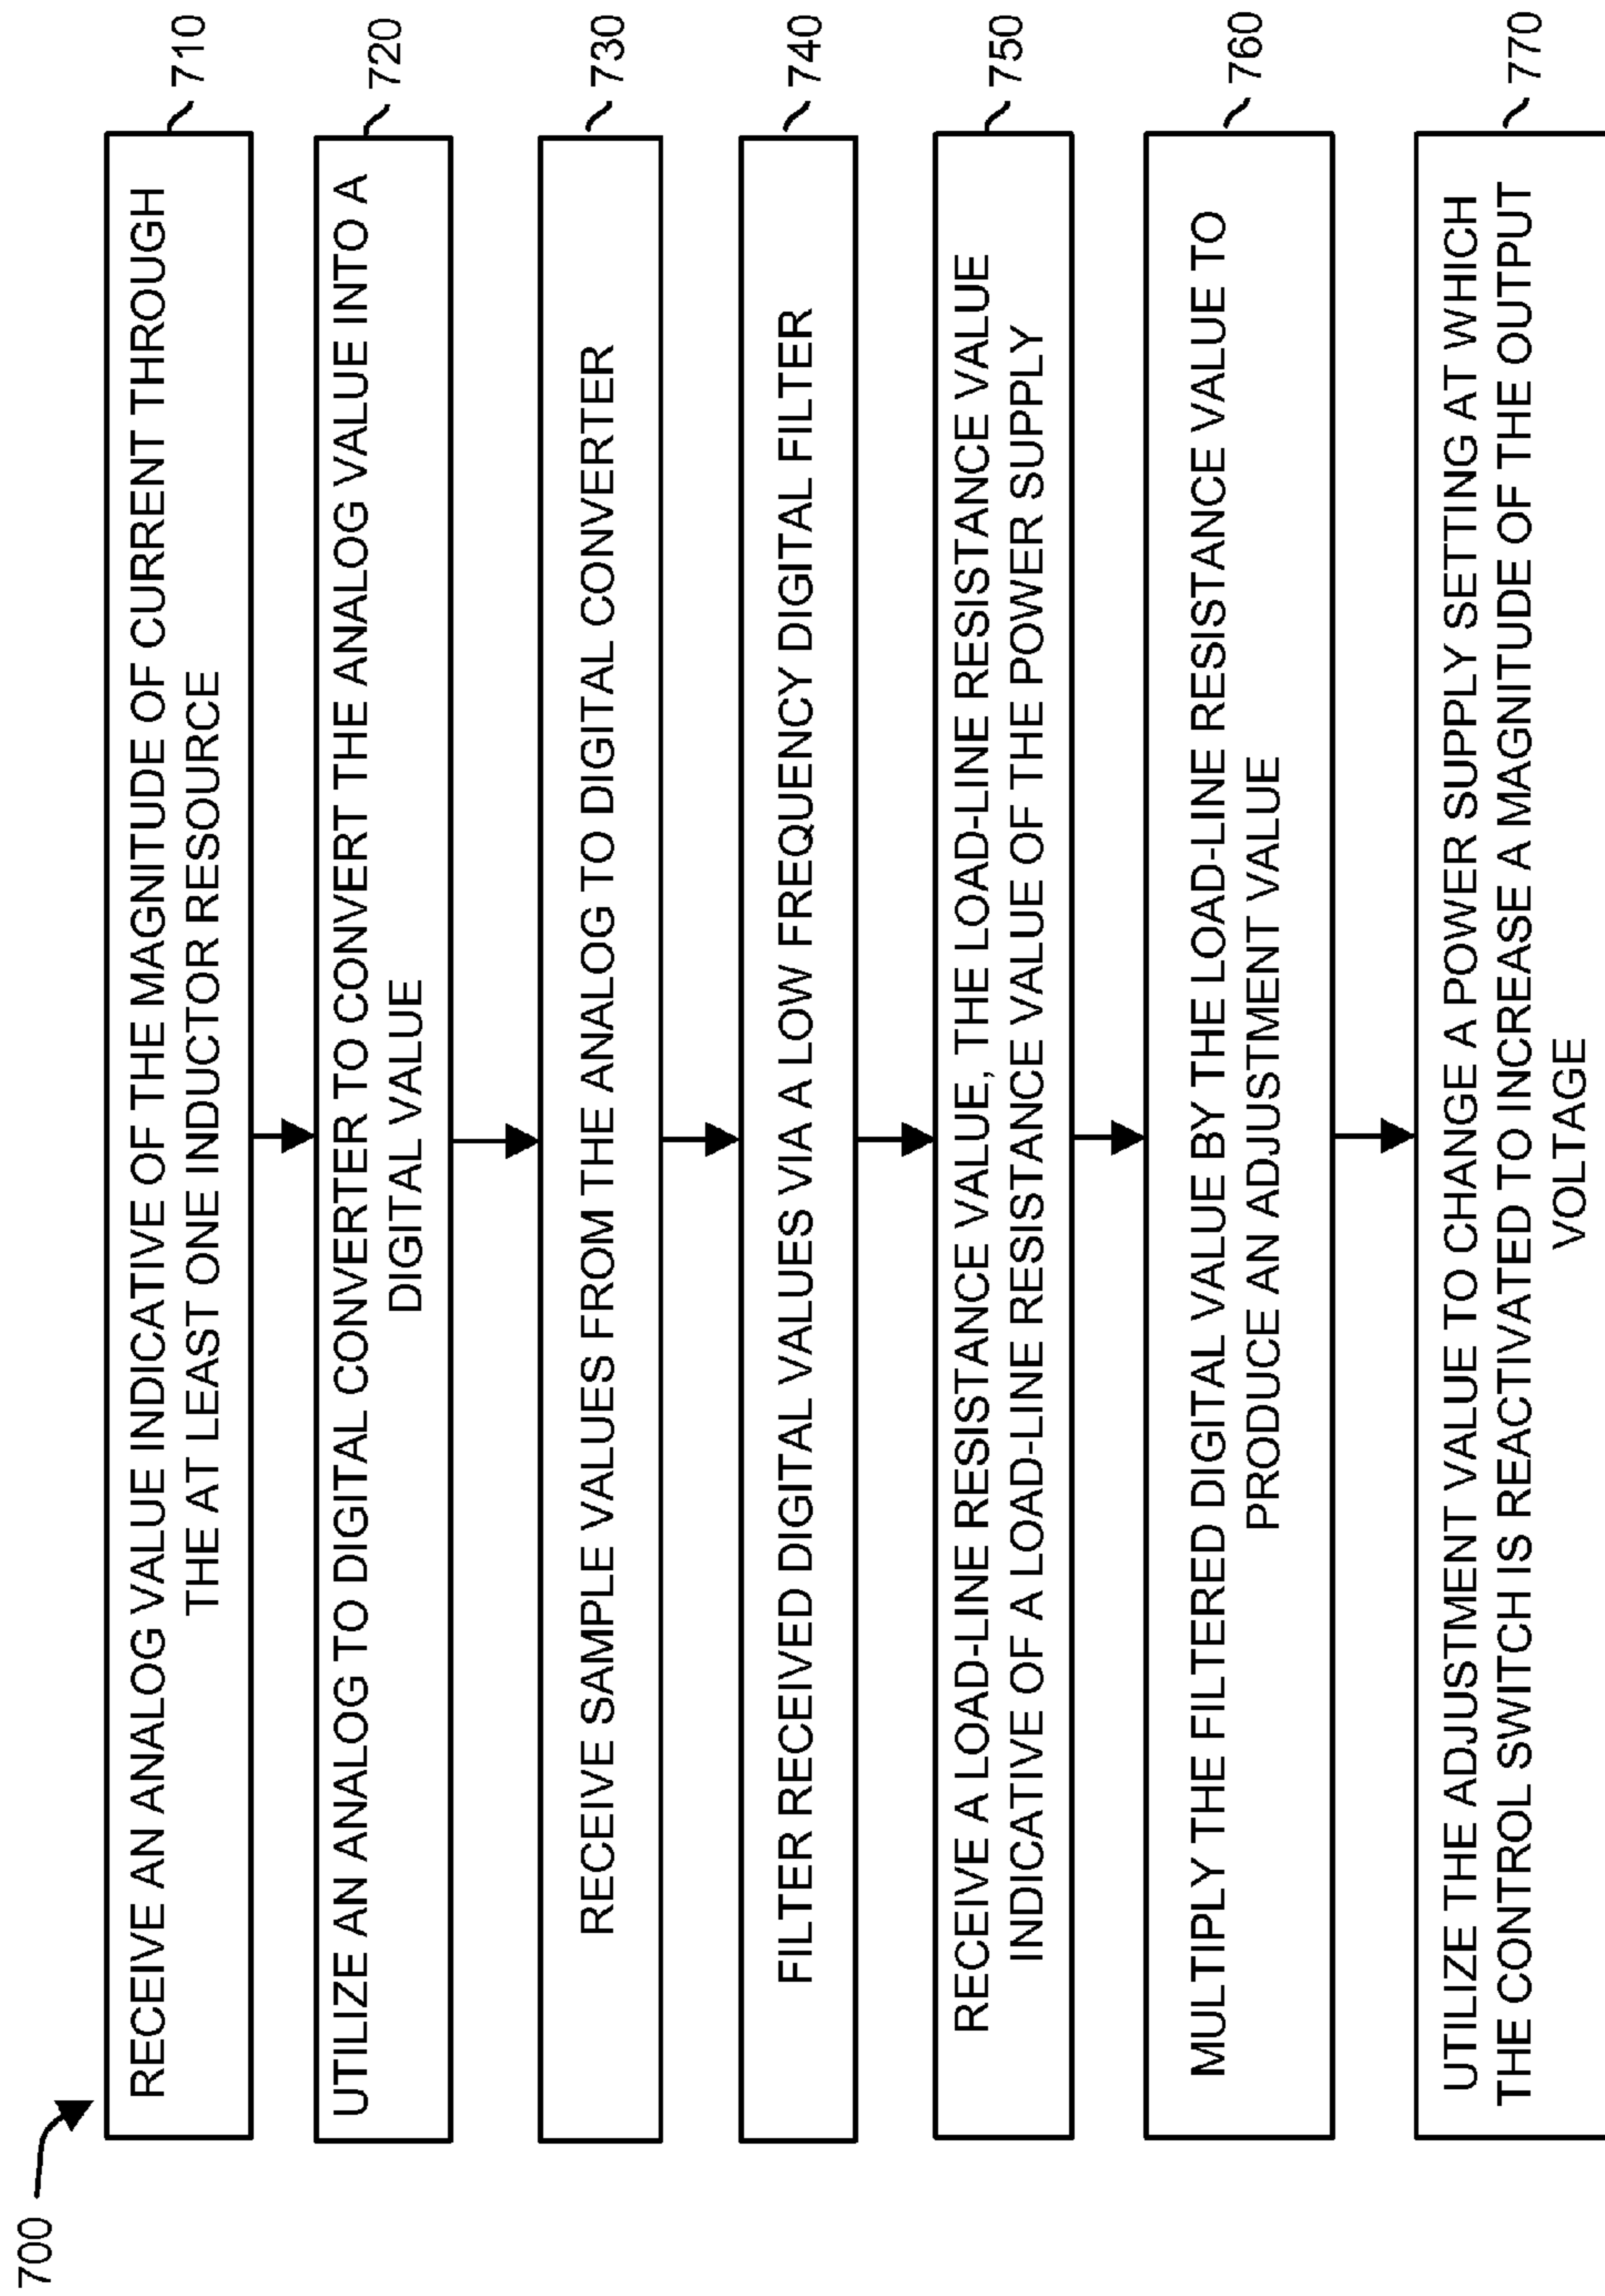 700
RECEIVE AN ANALOG VALUE INDICATIVE OF THE MAGNITUDE OF CURRENT THROUGH
THE AT LEAST ONE INDUCTOR RESOURCE
710
UTILIZE AN ANALOG TO DIGITAL CONVERTER TO CONVERT THE ANALOG VALUE INTO A
DIGITAL VALUE
720
RECEIVE SAMPLE VALUES FROM THE ANALOG TO DIGITAL CONVERTER
730
FILTER RECEIVED DIGITAL VALUES VIA A LOW FREQUENCY DIGITAL FILTER
740
RECEIVE A LOAD-LINE RESISTANCE VALUE, THE LOAD-LINE RESISTANCE VALUE
INDICATIVE OF A LOAD-LINE RESISTANCE VALUE OF THE POWER SUPPLY
750
MULTIPLY THE FILTERED DIGITAL VALUE BY THE LOAD-LINE RESISTANCE VALUE TO
PRODUCE AN ADJUSTMENT VALUE
760
UTILIZE THE ADJUSTMENT VALUE TO CHANGE A POWER SUPPLY SETTING AT WHICH
THE CONTROL SWITCH IS REACTIVATED TO INCREASE A MAGNITUDE OF THE OUTPUT
VOLTAGE
770